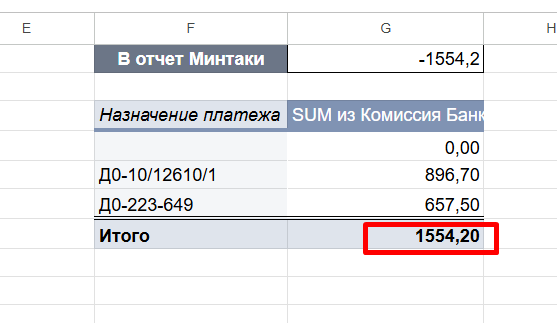 E F G H
В отчет Минтаки -1554,2
Назначение платежа SUM из Комиссия Банк
0,00
Д0-10/12610/1 896,70
Д0-223-649 657,50
Итого 1554,20